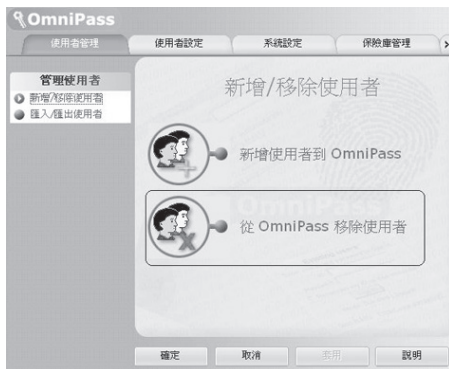 OmniPass
使用者管理
使用者設定
系統設定
保險庫管理
管理使用者
新增/移除使用者
匯入/匯出使用者
新增/移除使用者
新增使用者到 OmniPass
從 OmniPass 移除使用者
確定
取消
套用
說明